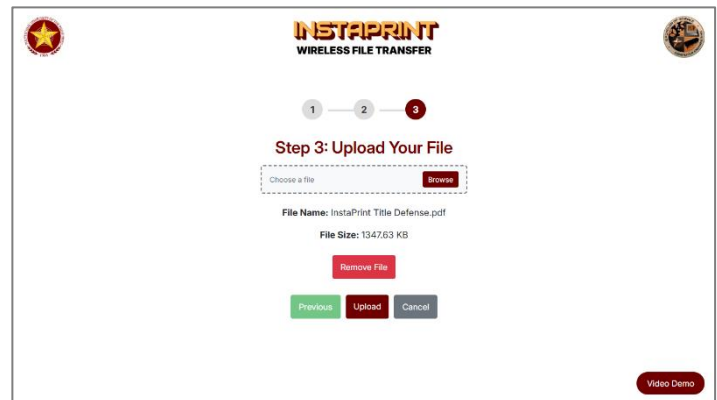 INSTAPRINT
WIRELESS FILE TRANSFER
1 2 3
Step 3: Upload Your File
Choose a file Browse
File Name: InstaPrint Title Defense.pdf
File Size: 1347.63 KB
Remove File
Previous Upload Cancel
Video Demo